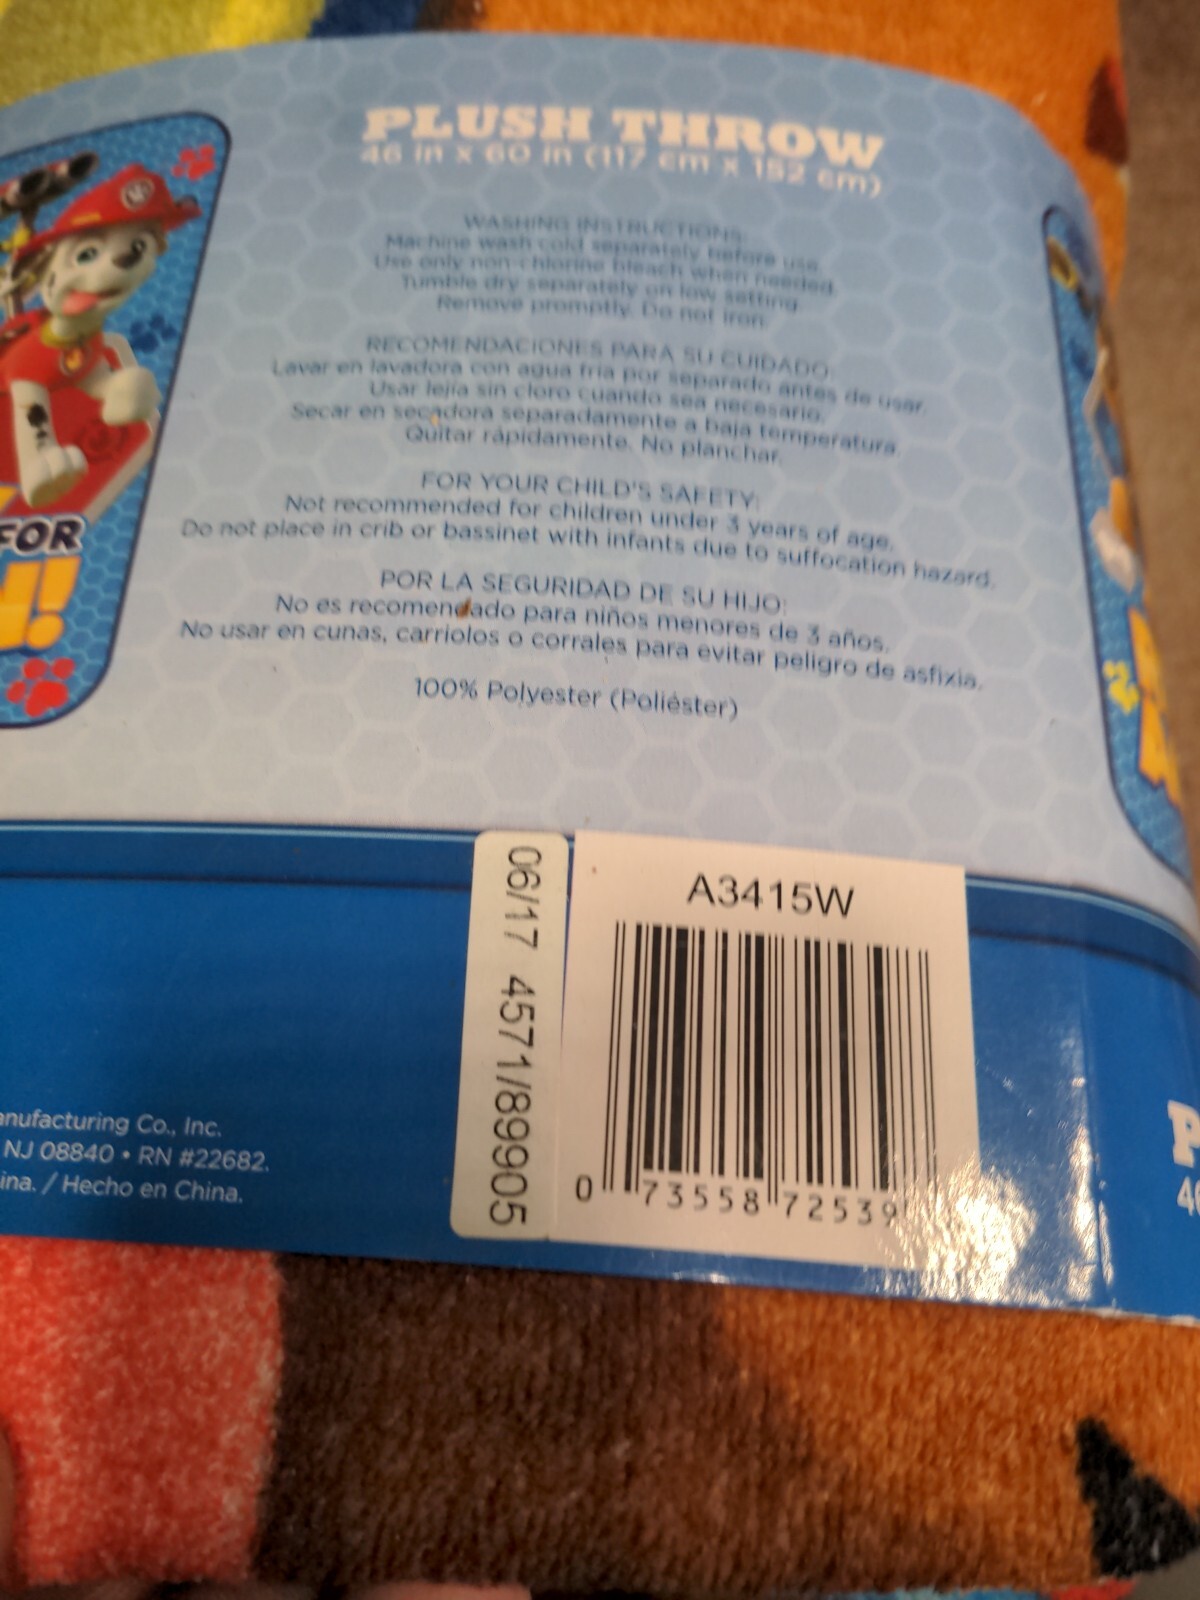 PLUSH THROW
46 in x 60 in (117 cm x 152 cm)
WASHING INSTRUCTIONS:
Machine wash cold separately before use.
Use only non-chlorine bleach when needed.
Tumble dry separately on low setting.
Remove promptly. Do not iron.
RECOMENDACIONES PARA SU CUIDADO:
Lavar en lavadora con agua fria por separado antes de usar.
Usar lejía sin cloro cuando sea necesario.
Secar en secadora separadamente a baja temperatura.
Quitar rápidamente. No planchar.
FOR YOUR CHILD'S SAFETY:
Not recommended for children under 3 years of age.
Do not place in crib or bassinet with infants due to suffocation hazard.
POR LA SEGURIDAD DE SU HIJO:
No es recomendado para niños menores de 3 años.
No usar en cunas, carriolos o corrales para evitar peligro de asfixia.
100% Polyester (Poliéster)
FOR
06/17 4571/89905
A3415W
0 73558 72539
anufacturing Co., Inc.
NJ 08840 • RN #22682.
ina. / Hecho en China.